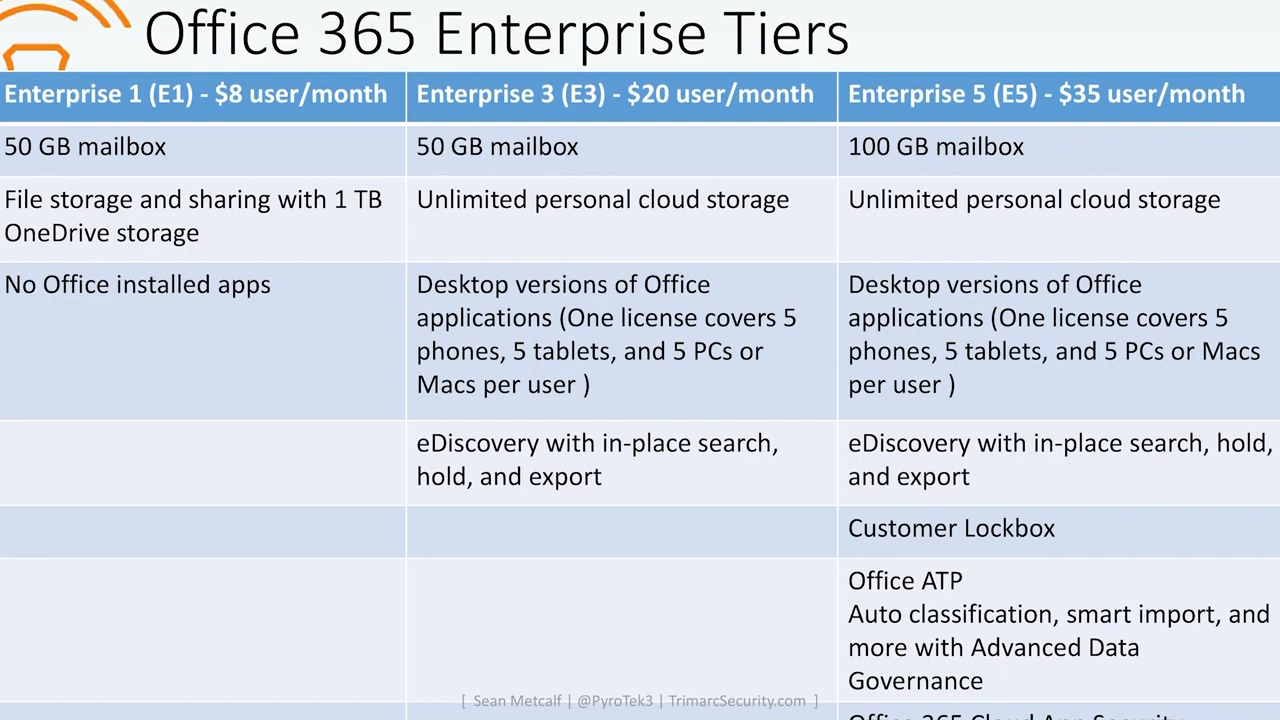 Office 365 Enterprise Tiers
Enterprise 1 (E1) - $8 user/month
Enterprise 3 (E3) - $20 user/month
Enterprise 5 (E5) - $35 user/month
50 GB mailbox
50 GB mailbox
100 GB mailbox
File storage and sharing with 1 TB
OneDrive storage
Unlimited personal cloud storage
Unlimited personal cloud storage
No Office installed apps
Desktop versions of Office
applications (One license covers 5
phones, 5 tablets, and 5 PCs or
Macs per user )
Desktop versions of Office
applications (One license covers 5
phones, 5 tablets, and 5 PCs or Macs
per user )
eDiscovery with in-place search,
hold, and export
eDiscovery with in-place search, hold,
and export
Customer Lockbox
Office ATP
Auto classification, smart import, and
more with Advanced Data
Governance
[ Sean Metcalf | @PyroTek3 | TrimarcSecurity.com ]
Office 365 Cloud App Security